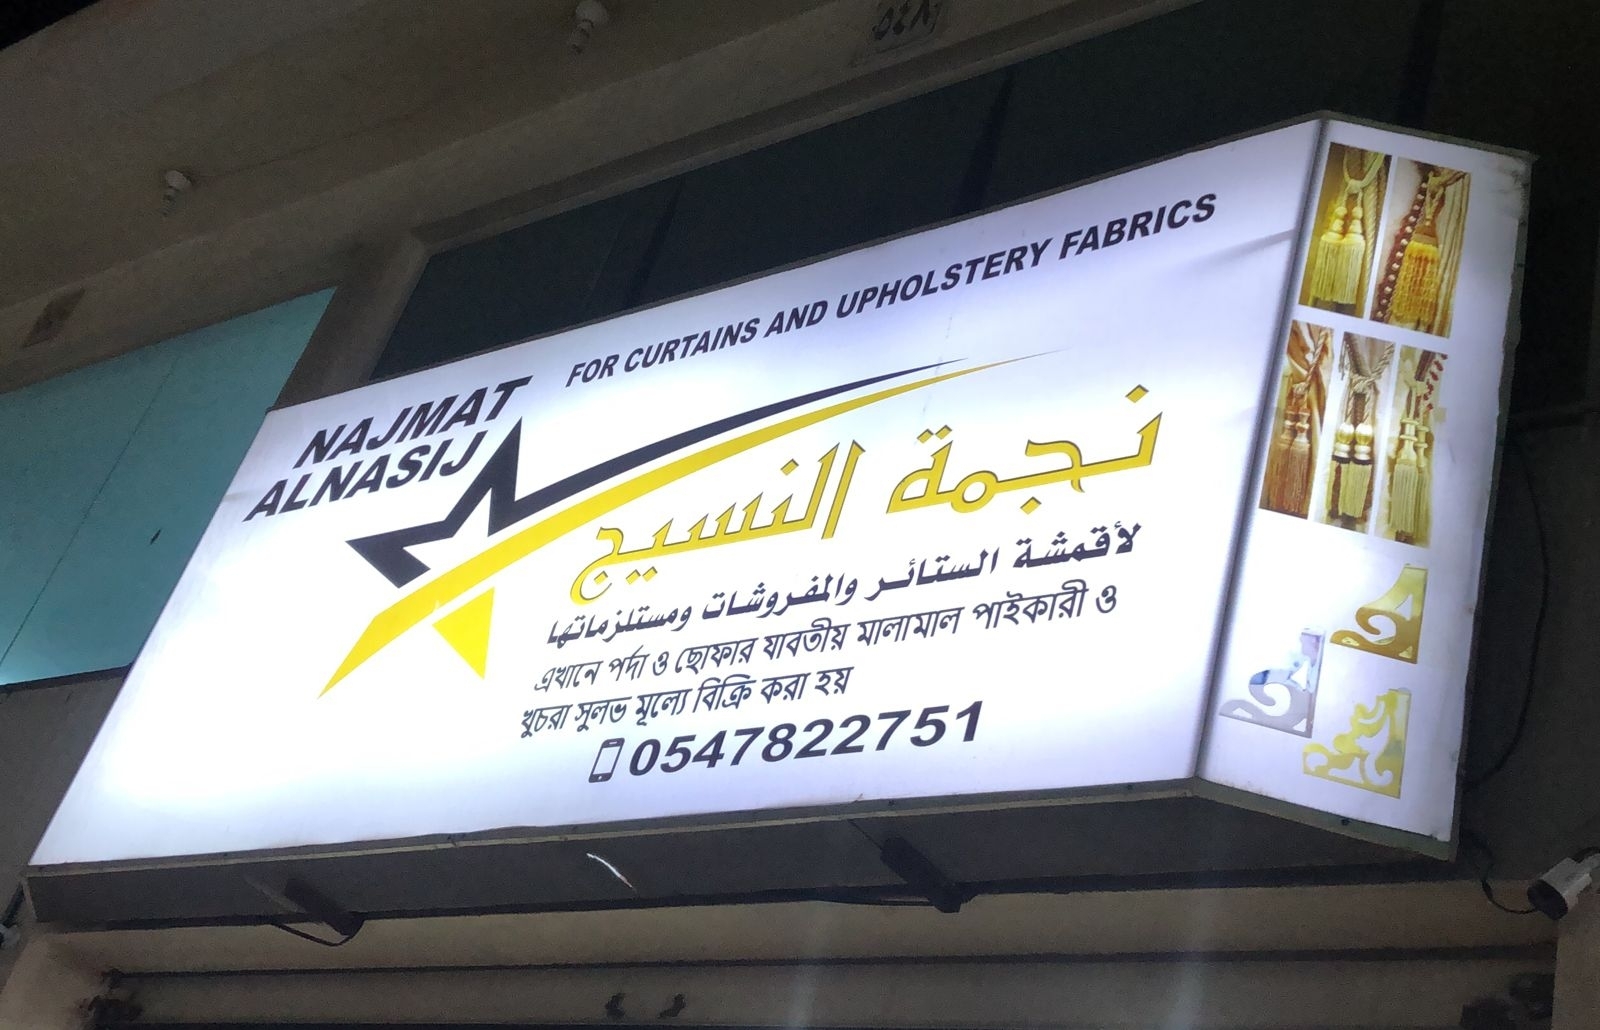 ٥٤٨
NAJMAT
ALNASIJ
FOR CURTAINS AND UPHOLSTERY FABRICS
نجمة النسيج
لأقمشة الستائر والمفروشات ومستلزماتها
এখানে পর্দা ও ছোফার যাবতীয় মালামাল পাইকারী ও
খুচরা সুলভ মূল্যে বিক্রি করা হয়
0547822751